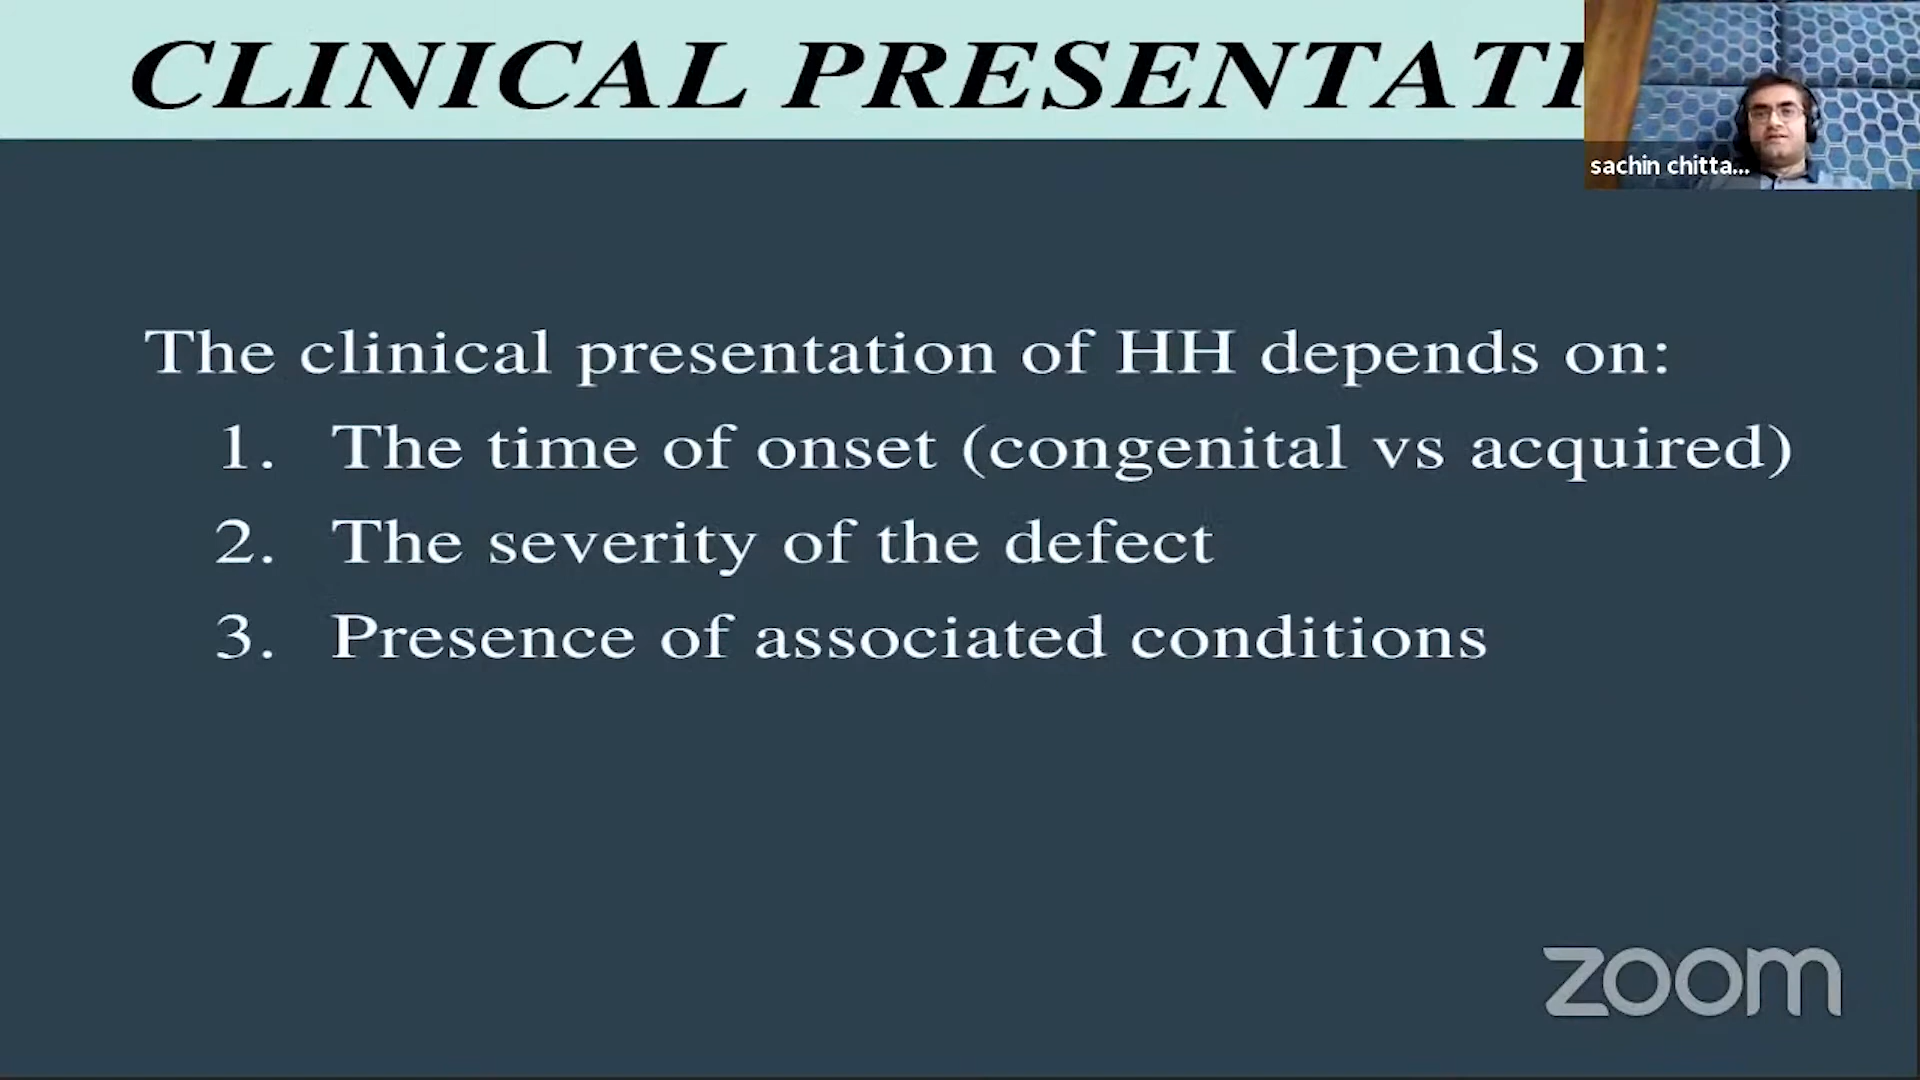 CLINICAL PRESENTATI
sachin chitta...
The clinical presentation of HH depends on:
1. The time of onset (congenital vs acquired)
2. The severity of the defect
3. Presence of associated conditions
zoom